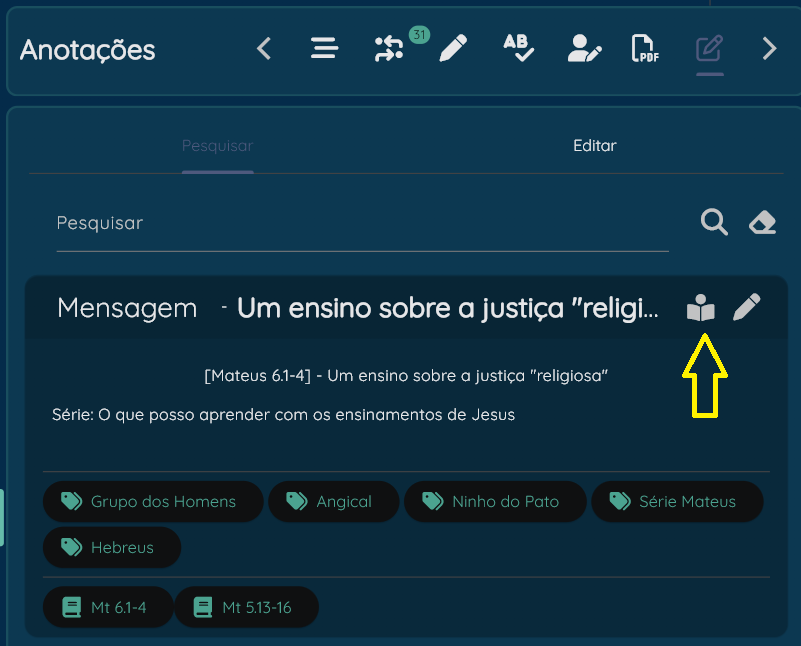 Anotações
31
AB
PDF
Pesquisar
Editar
Pesquisar
Mensagem - Um ensino sobre a justiça "religi...
[Mateus 6.1-4] - Um ensino sobre a justiça "religiosa"
Série: O que posso aprender com os ensinamentos de Jesus
Grupo dos Homens
Angical
Ninho do Pato
Série Mateus
Hebreus
Mt 6.1-4
Mt 5.13-16